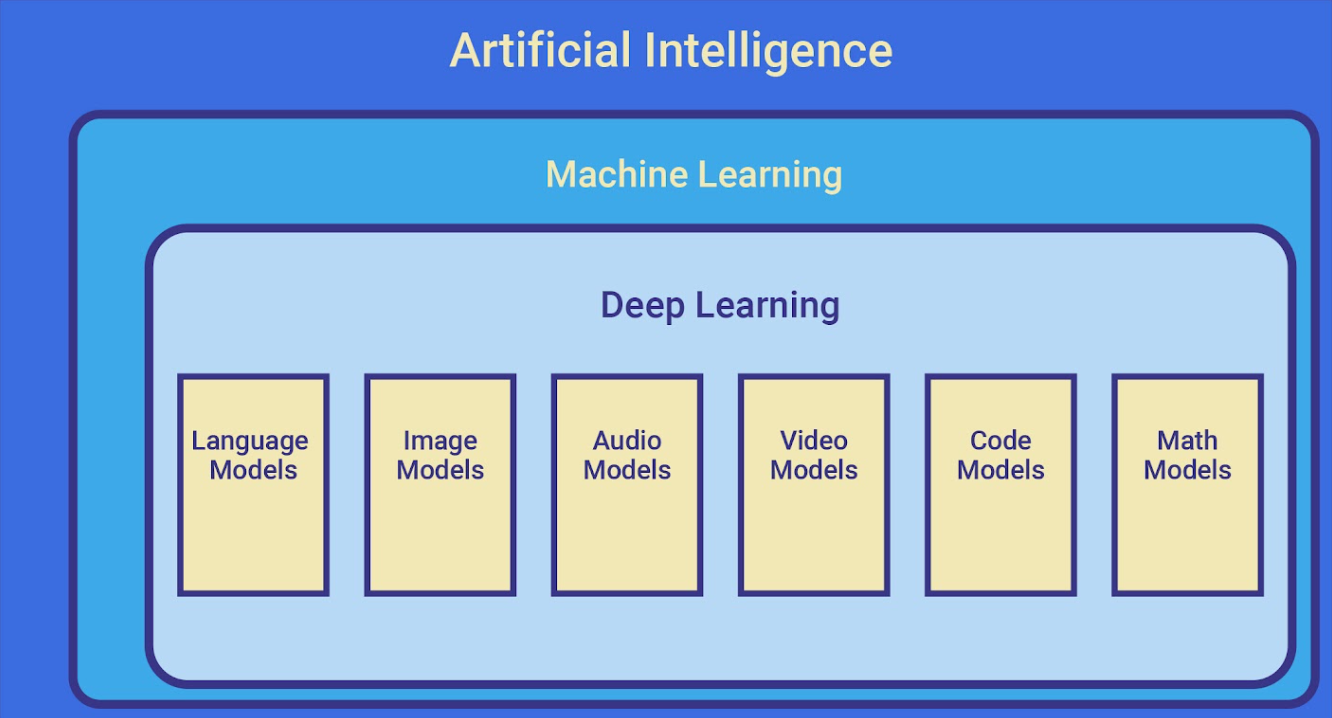 Artificial Intelligence
Machine Learning
Deep Learning
Language
Models
Image
Models
Audio
Models
Video
Models
Code
Models
Math
Models